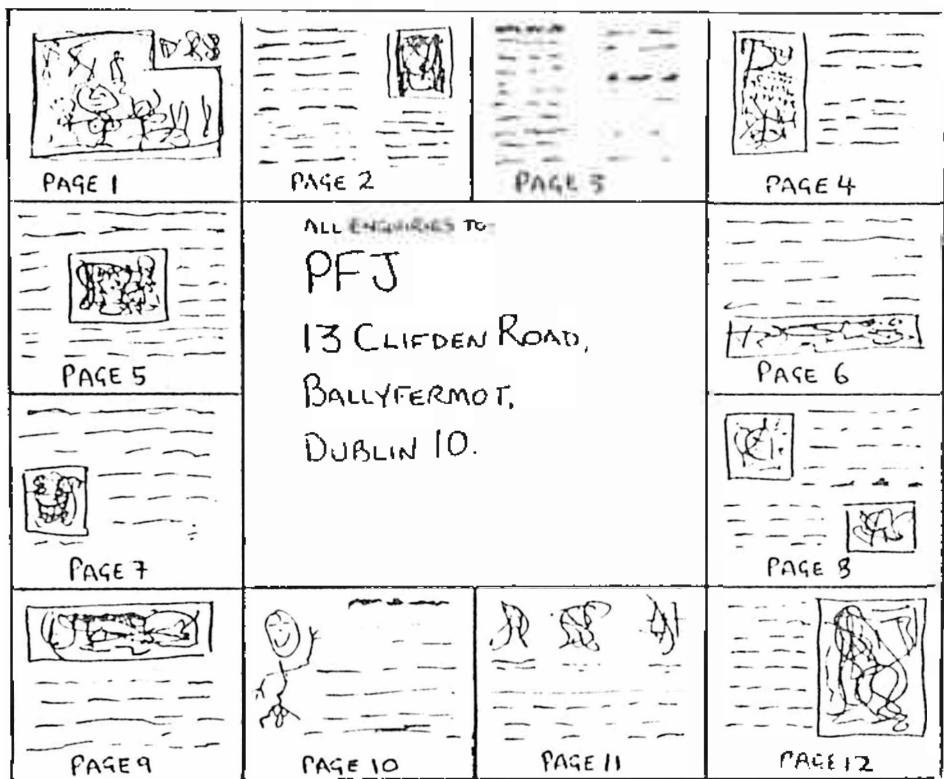 PAGE 1
PAGE 2
PAGE 3
PAGE 4
ALL ENQUIRIES TO
PFJ
13 CLIFDEN ROAD,
BALLYFERMOT,
DUBLIN 10.
PAGE 5
PAGE 6
PAGE 7
PAGE 8
PAGE 9
PAGE 10
PAGE 11
PAGE 12